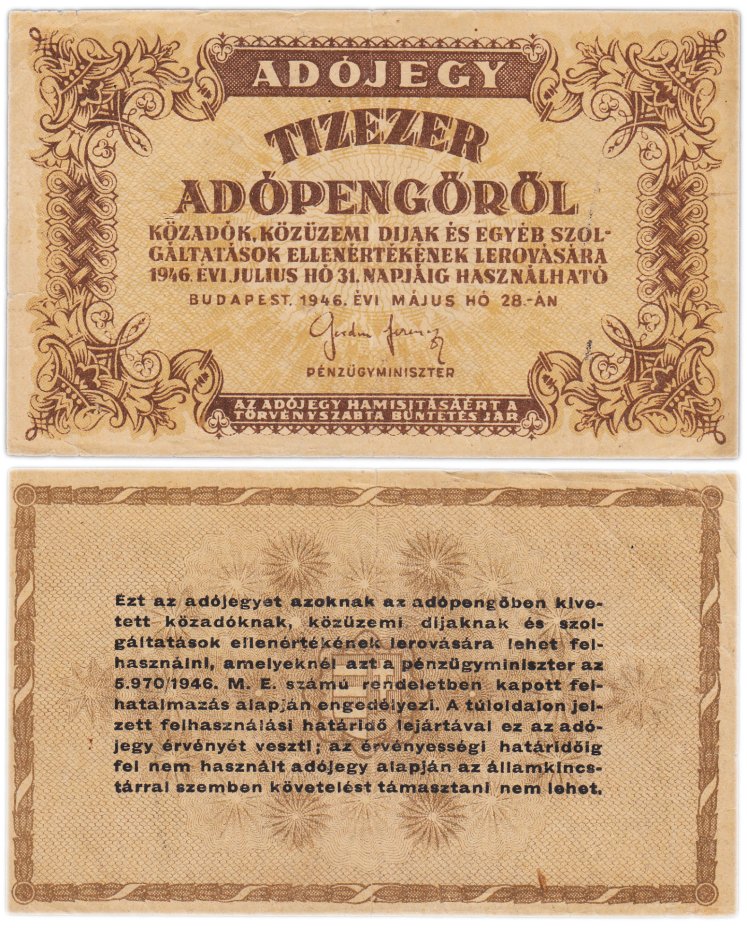 ADÓJEGY
TIZEZER
ADÓPENGŐRŐL
KÖZADÓK, KÖZÜZEMI DIJAK ÉS EGYÉB SZOL-
GÁLTATÁSOK ELLENÉRTÉKÉNEK LEROVÁSÁRA
1946. ÉVI JULIUS HÓ 31. NAPJÁIG HASZNÁLHATÓ
BUDAPEST, 1946. ÉVI MÁJUS HÓ 28.-ÁN
PÉNZÜGYMINISZTER
AZ ADÓJEGY HAMISITÁSÁÉRT A
TÖRVÉNYSZABTA BÜNTETÉS JÁR
Ezt az adójegyet azoknak az adópengőben kive-
tett közadóknak, közüzemi dijaknak és szol-
gáltatások ellenértékének lerovására lehet fel-
használni, amelyeknél azt a pénzügyminiszter az
5.970/1946. M. E. számú rendeletben kapott fel-
hatalmazás alapján engedélyezi. A túloldalon jel-
zett felhasználási határidő lejártával ez az adó-
jegy érvényét veszti; az érvényességi határidőig
fel nem használt adójegy alapján az államkincs-
tárral szemben követelést támasztani nem lehet.